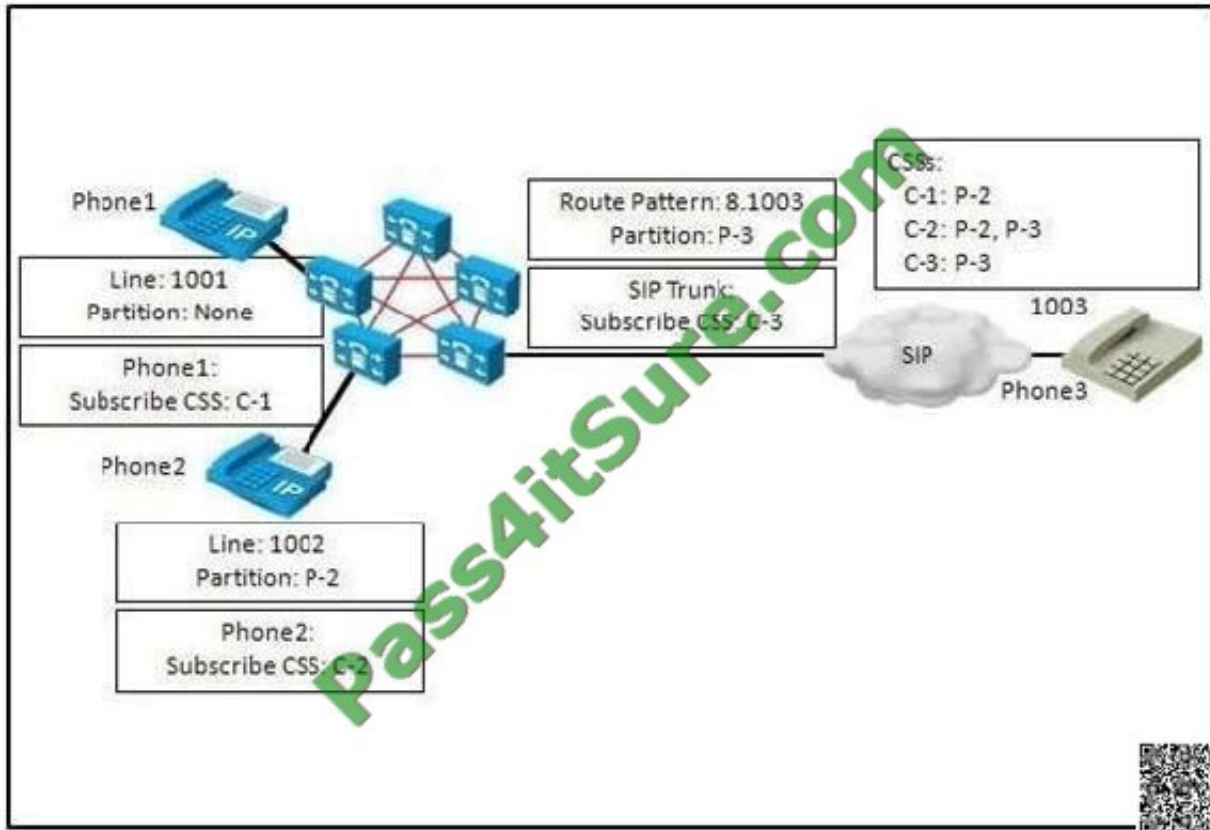 Phone1
IP
Line: 1001
Partition: None
Phone1:
Subscribe CSS: C-1
Phone2
IP
Line: 1002
Partition: P-2
Phone2:
Subscribe CSS: C-2
Route Pattern: 8.1003
Partition: P-3
SIP Trunk:
Subscribe CSS: C-3
CSSs:
C-1: P-2
C-2: P-2, P-3
C-3: P-3
1003
SIP
Phone3
Pass4itSure.com